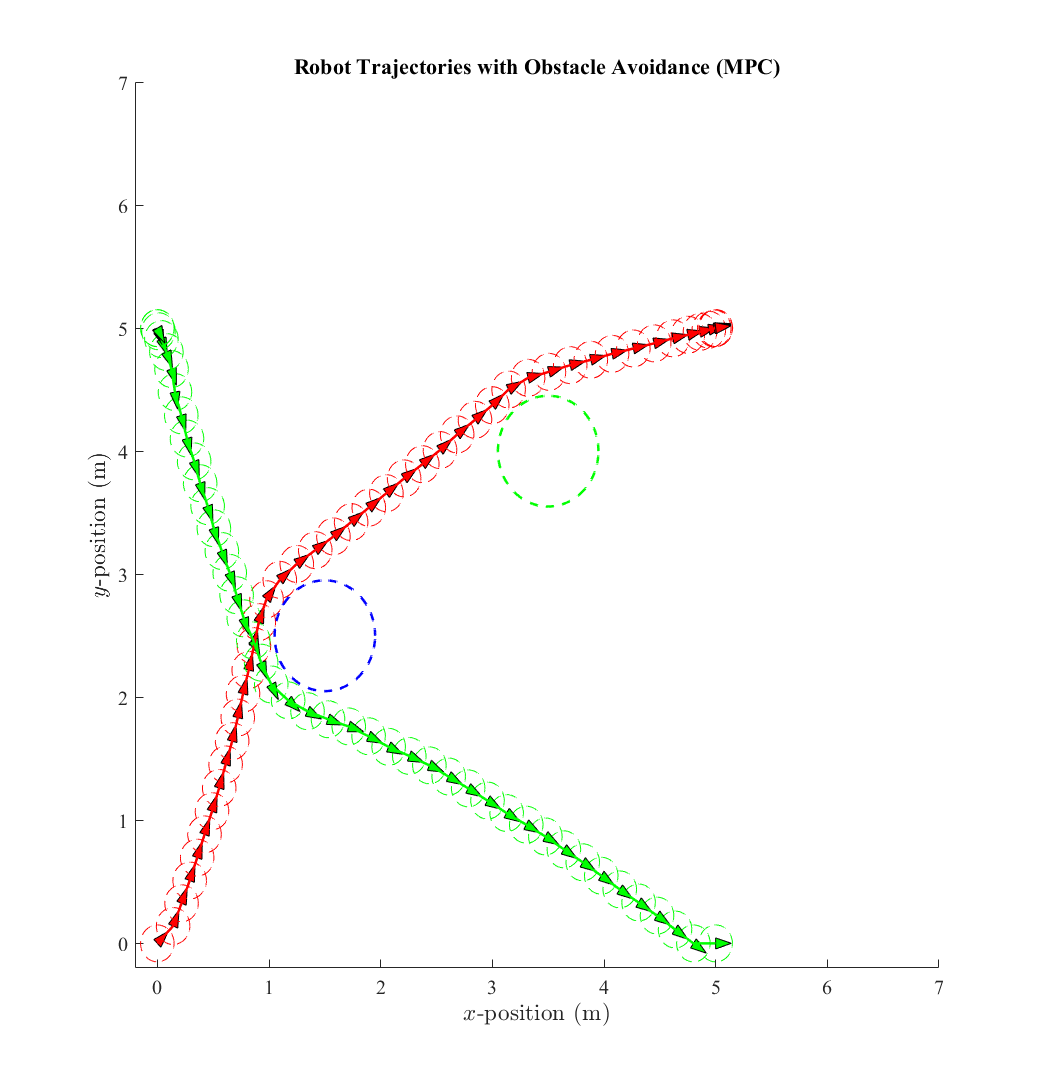 Robot Trajectories with Obstacle Avoidance (MPC)
7
6
5
4
3
2
1
0
y-position (m)
0 1 2 3 4 5 6 7
x-position (m)